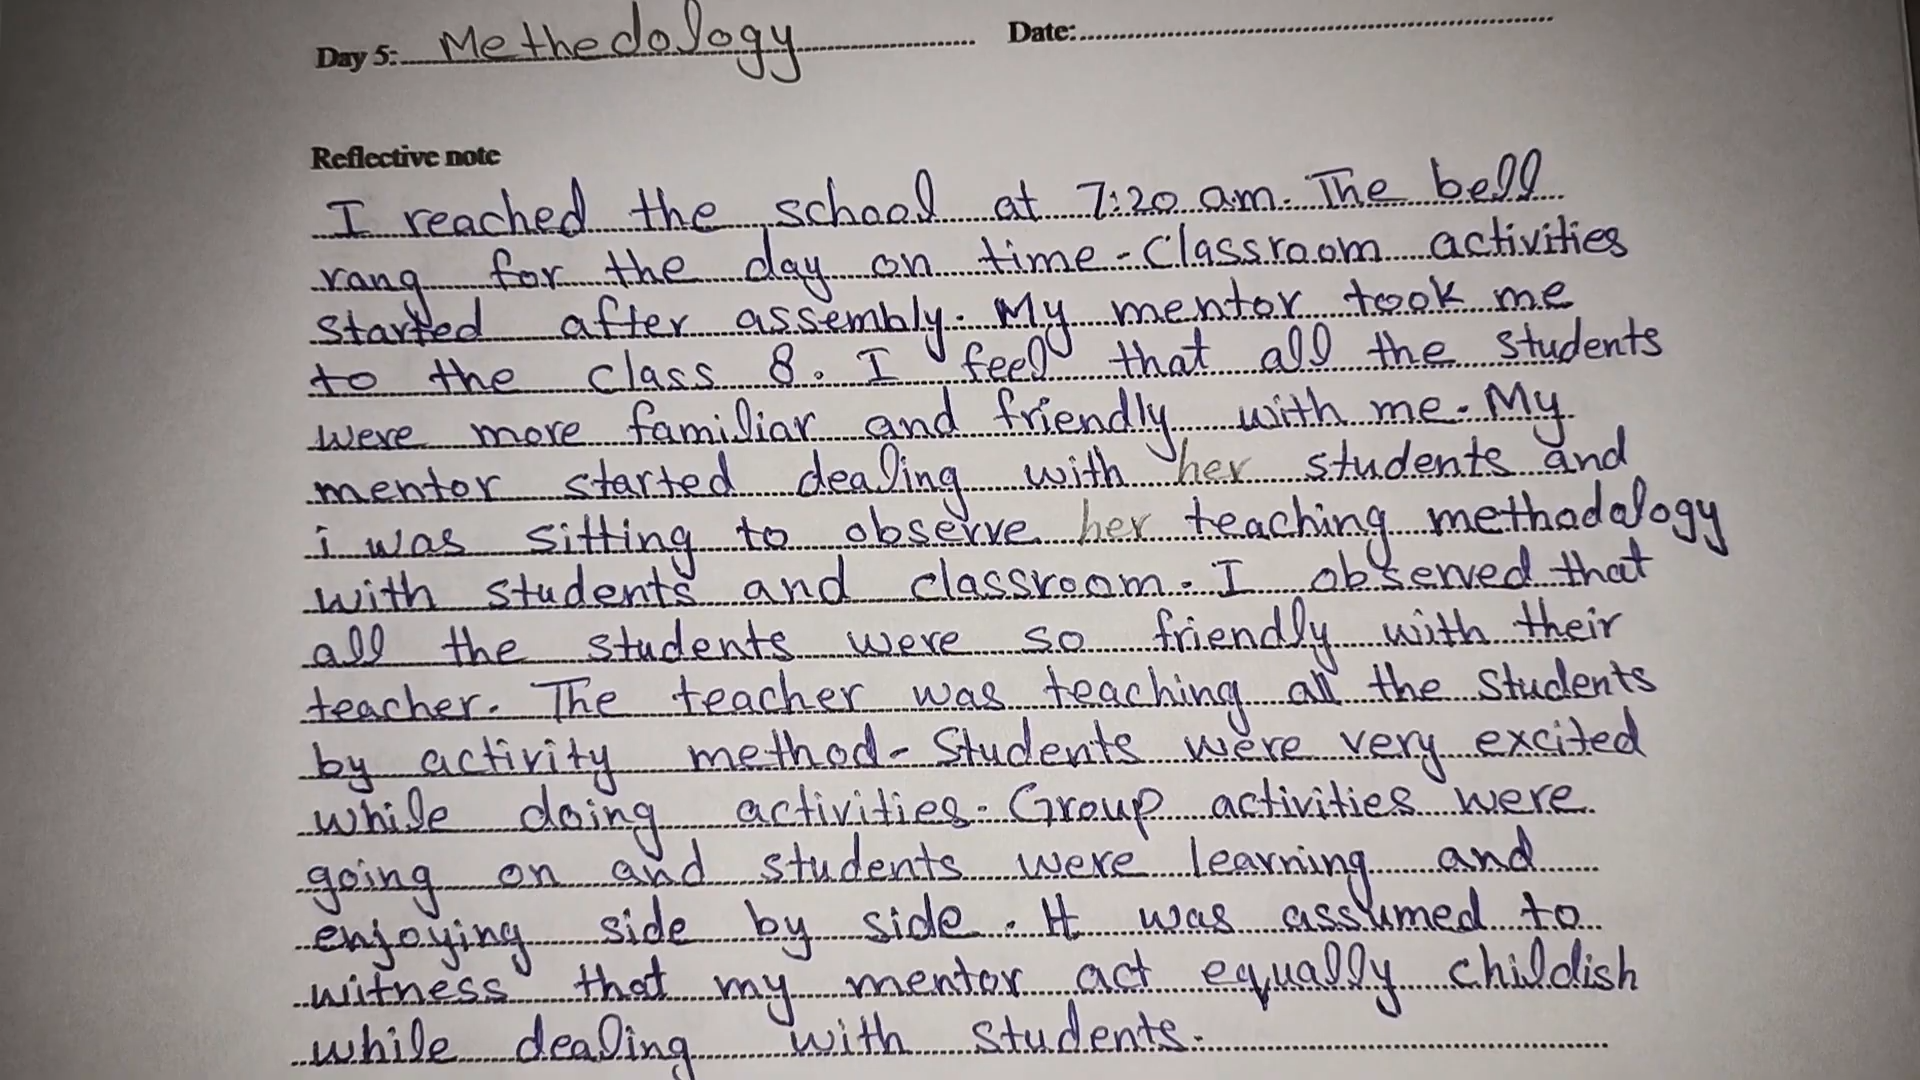 Day 5: Methedology Date:
Reflective note
I reached the school at 7:20 am. The bell
rang for the day on time - Classroom activities
started after assembly. My mentor took me
to the class 8. I feel that all the students
were more familiar and friendly with me. My
mentor started dealing with her students and
i was sitting to observe her teaching methodology
with students and classroom. I observed that
all the students were so friendly with their
teacher. The teacher was teaching all the students
by activity method - Students were very excited
while doing activities. Group activities were
going on and students were learning and
enjoying side by side. It was assumed to
witness that my mentor act equally childish
while dealing with students.